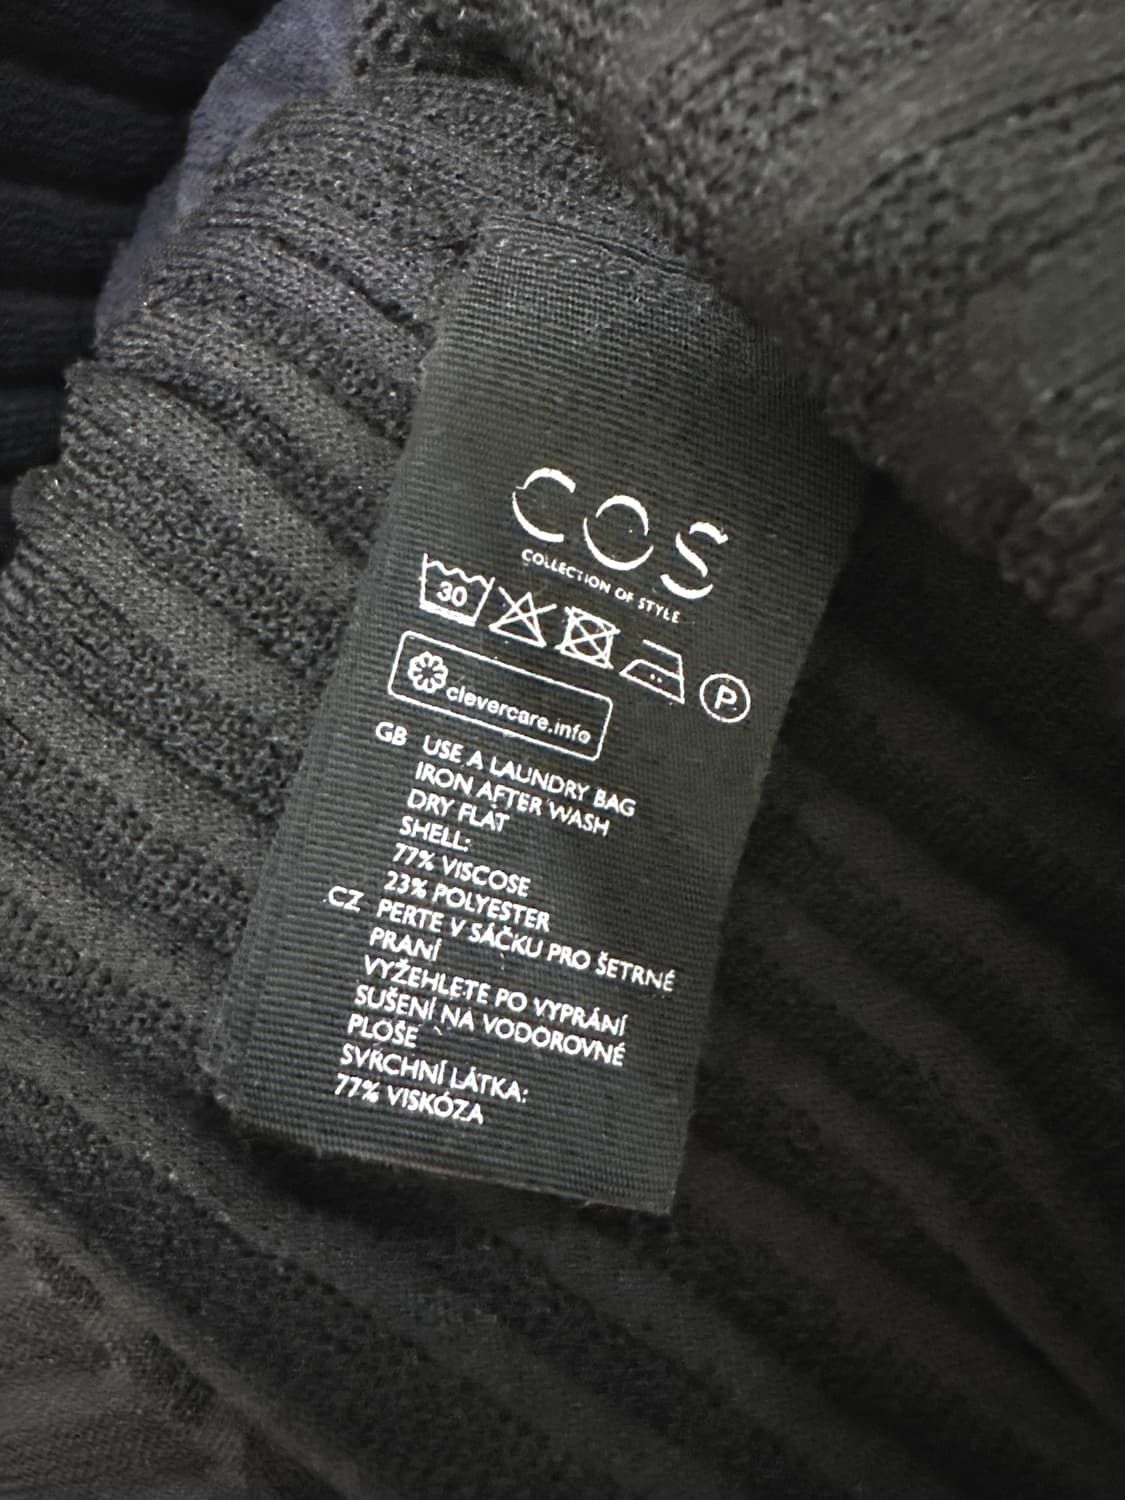 COS
COLLECTION OF STYLE
30
P
clevercare.info
GB USE A LAUNDRY BAG
IRON AFTER WASH
DRY FLAT
SHELL:
77% VISCOSE
23% POLYESTER
CZ PERTE V SÁČKU PRO ŠETRNÉ
PRANÍ
VYŽEHLETE PO VYPRÁNÍ
SUŠENÍ NA VODOROVNÉ
PLOŠE
SVRCHNÍ LÁTKA:
77% VISKÓZA